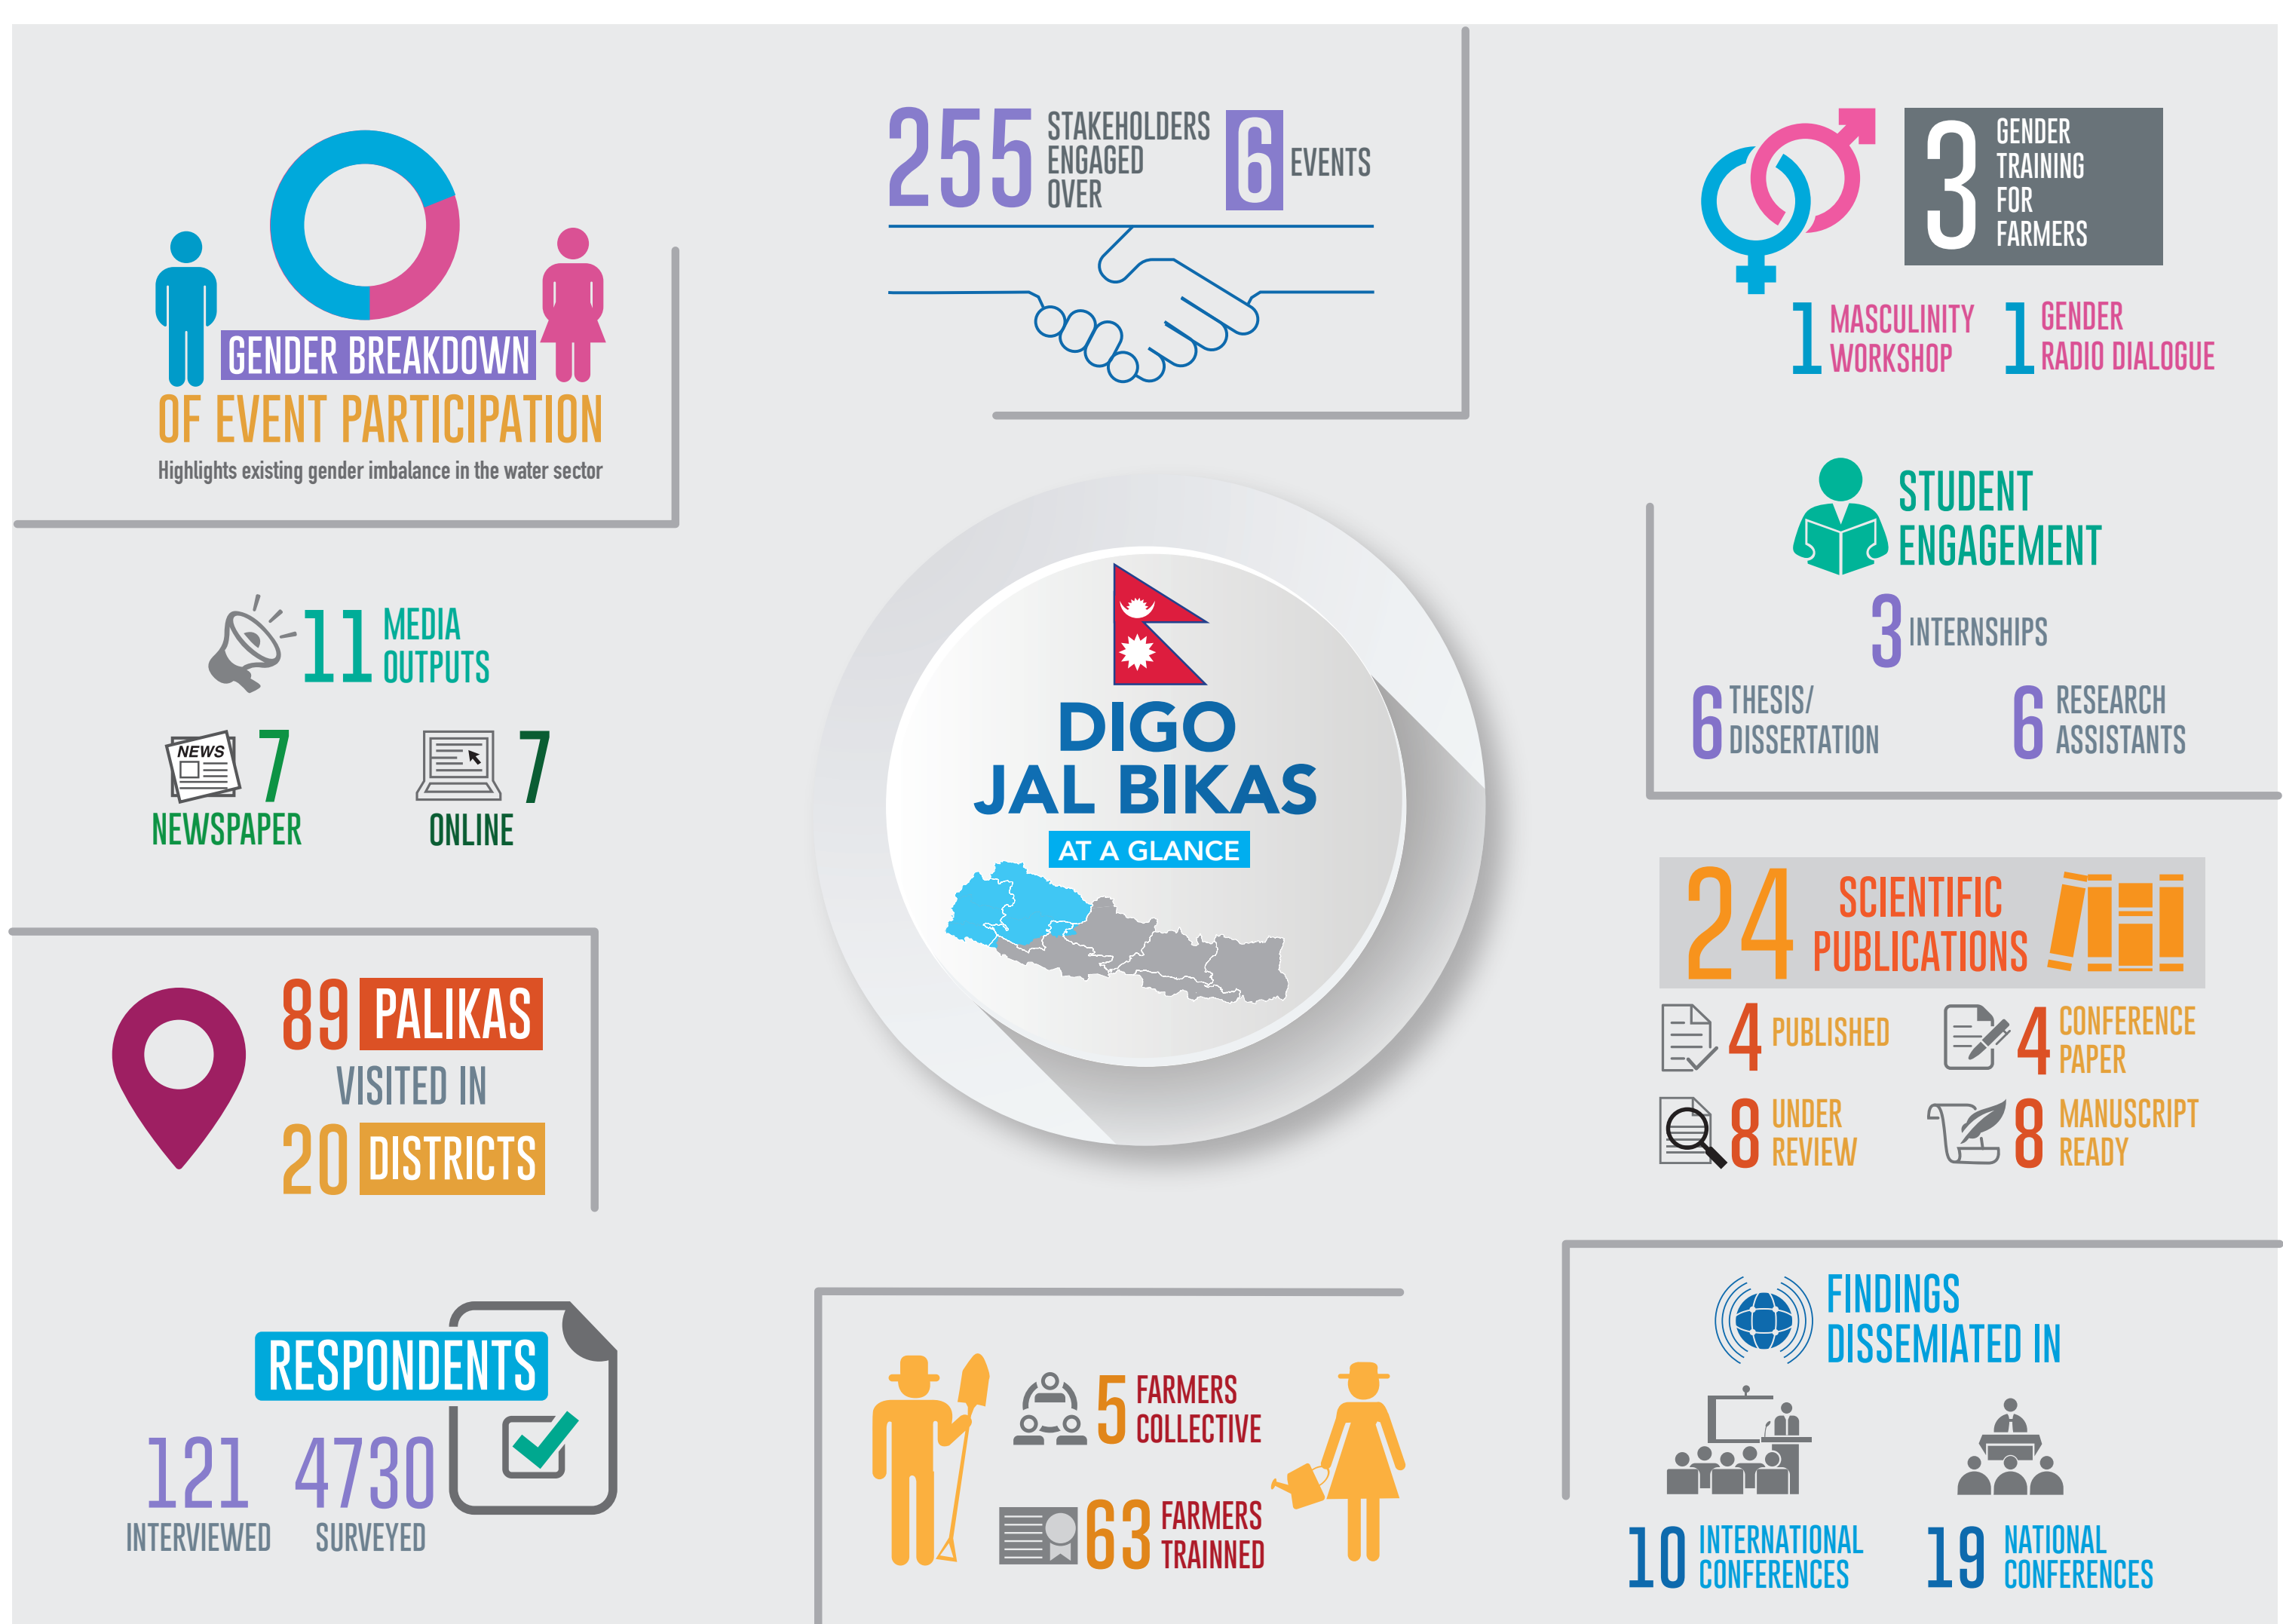 GENDER BREAKDOWN
OF EVENT PARTICIPATION
Highlights existing gender imbalance in the water sector
255 STAKEHOLDERS
ENGAGED
OVER
6 EVENTS
3 GENDER
TRAINING
FOR
FARMERS
1 MASCULINITY
WORKSHOP
1 GENDER
RADIO DIALOGUE
11 MEDIA
OUTPUTS
NEWS
7
NEWSPAPER
7
ONLINE
DIGO
JAL BIKAS
AT A GLANCE
STUDENT
ENGAGEMENT
3 INTERNSHIPS
6 THESIS/
DISSERTATION
6 RESEARCH
ASSISTANTS
89 PALIKAS
VISITED IN
20 DISTRICTS
24 SCIENTIFIC
PUBLICATIONS
4 PUBLISHED
4 CONFERENCE
PAPER
8 UNDER
REVIEW
8 MANUSCRIPT
READY
RESPONDENTS
121
INTERVIEWED
4730
SURVEYED
5 FARMERS
COLLECTIVE
63 FARMERS
TRAINNED
FINDINGS
DISSEMIATED IN
10 INTERNATIONAL
CONFERENCES
19 NATIONAL
CONFERENCES